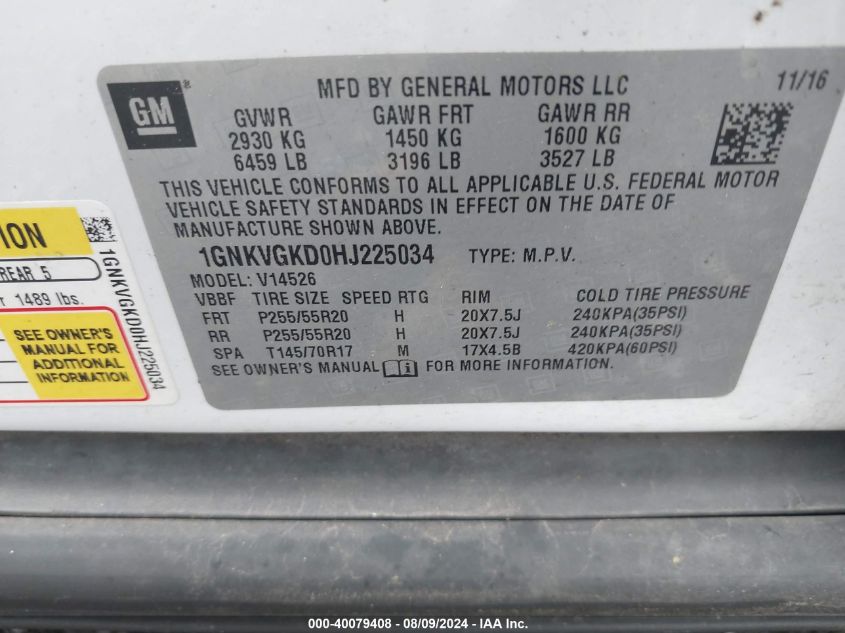 GM
®
MFD BY GENERAL MOTORS LLC
11/16
GVWR GAWR FRT GAWR RR
2930 KG 1450 KG 1600 KG
6459 LB 3196 LB 3527 LB
THIS VEHICLE CONFORMS TO ALL APPLICABLE U.S. FEDERAL MOTOR
VEHICLE SAFETY STANDARDS IN EFFECT ON THE DATE OF
MANUFACTURE SHOWN ABOVE.
1GNKVGKD0HJ225034 TYPE: M.P.V.
MODEL: V14526
VBBF TIRE SIZE SPEED RTG RIM COLD TIRE PRESSURE
FRT P255/55R20 H 20X7.5J 240KPA(35PSI)
RR P255/55R20 H 20X7.5J 240KPA(35PSI)
SPA T145/70R17 M 17X4.5B 420KPA(60PSI)
SEE OWNER'S MANUAL FOR MORE INFORMATION.
REAR 5
1489 lbs.
SEE OWNER'S
MANUAL FOR
ADDITIONAL
INFORMATION
1GNKVGKD0HJ225034
000-40079408 - 08/09/2024 - IAA Inc.